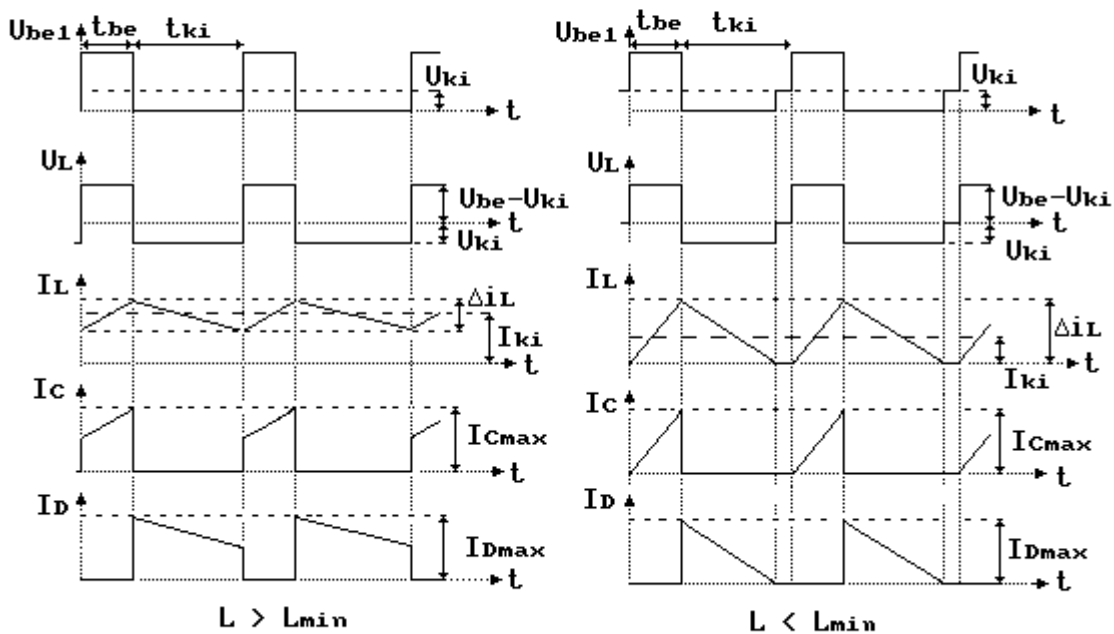 Ube1
tbe
tki
Uki
t
UL
Ube-Uki
t
Uki
IL
ΔiL
Iki
t
IC
ICmax
t
ID
IDmax
t
L > Lmin
Ube1
tbe
tki
Uki
t
UL
Ube-Uki
t
Uki
IL
ΔiL
t
Iki
IC
ICmax
t
ID
IDmax
t
L < Lmin